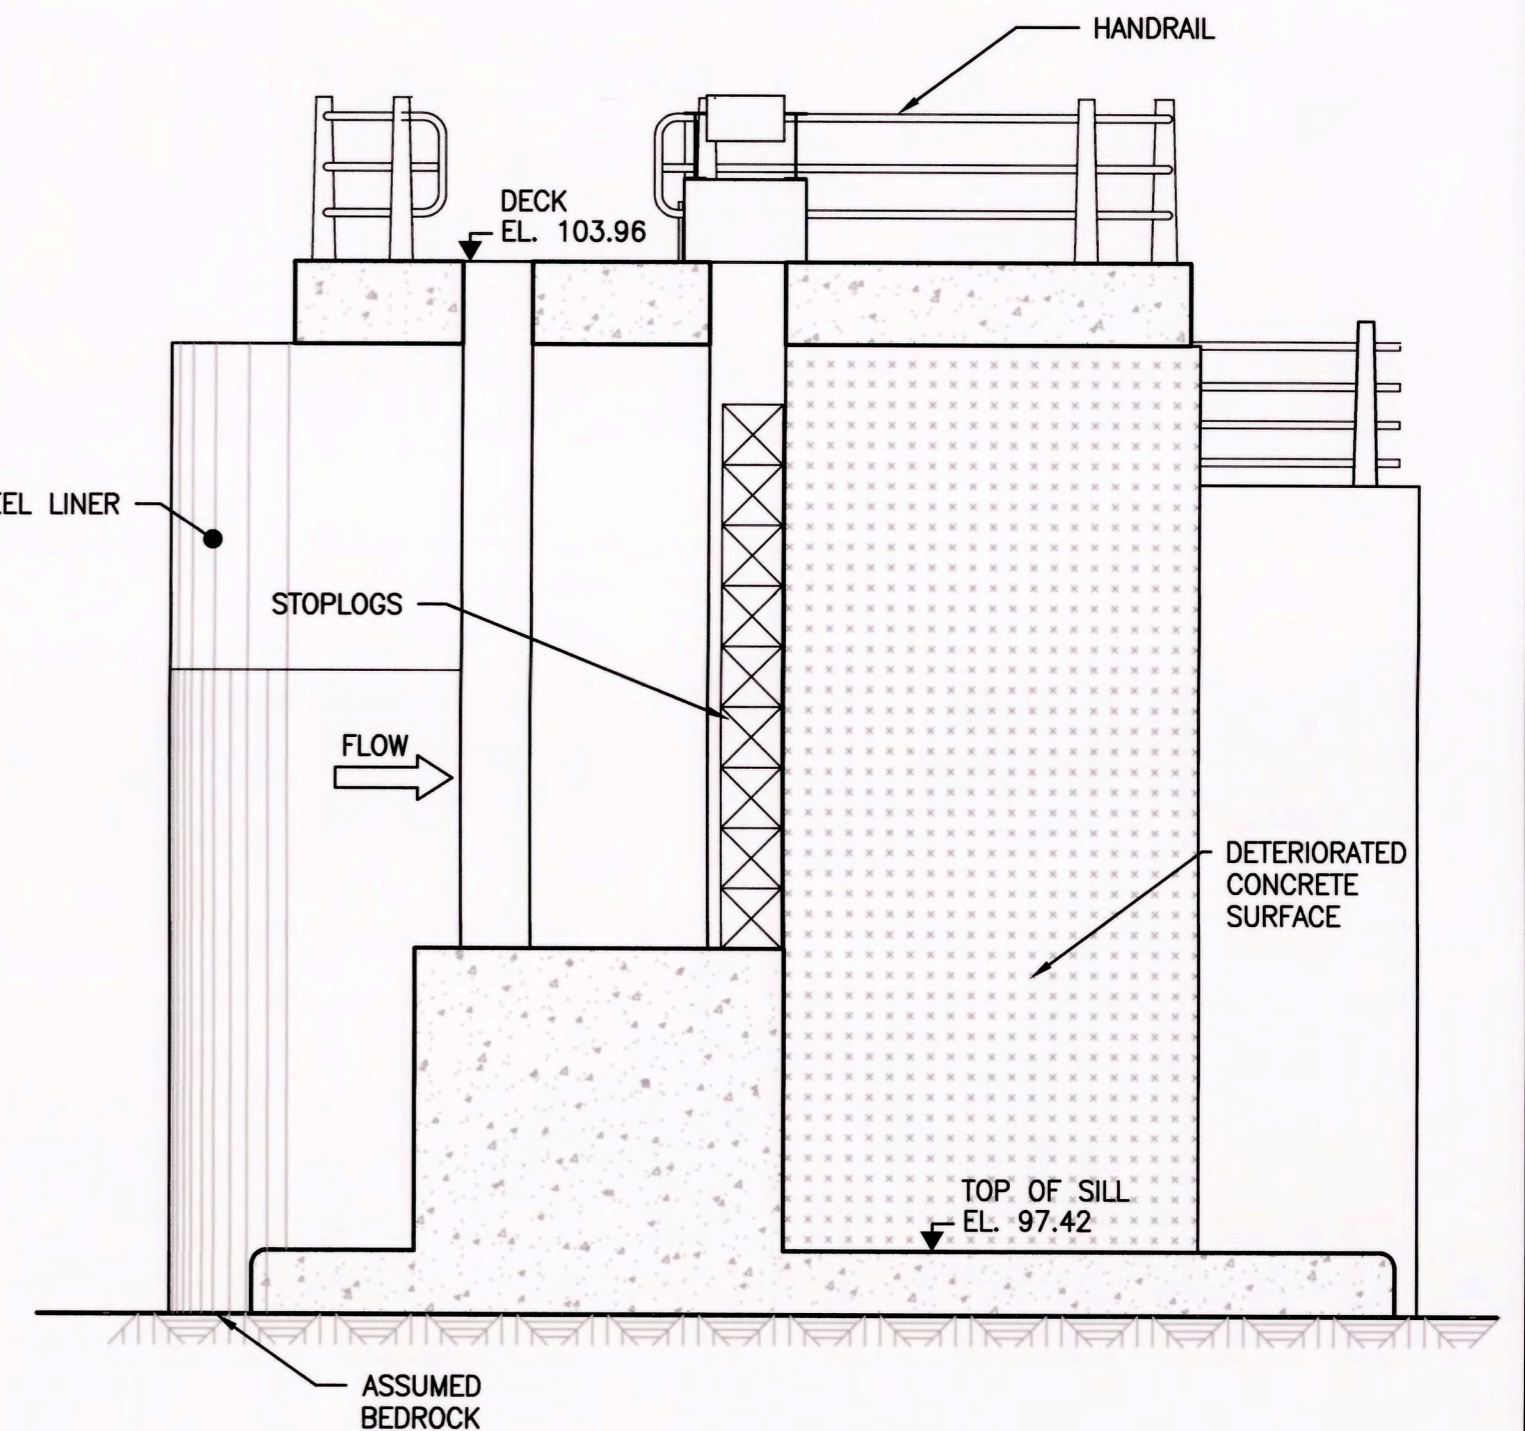 HANDRAIL
DECK
EL. 103.96
EEL LINER
STOPLOGS
FLOW
DETERIORATED
CONCRETE
SURFACE
TOP OF SILL
EL. 97.42
ASSUMED
BEDROCK